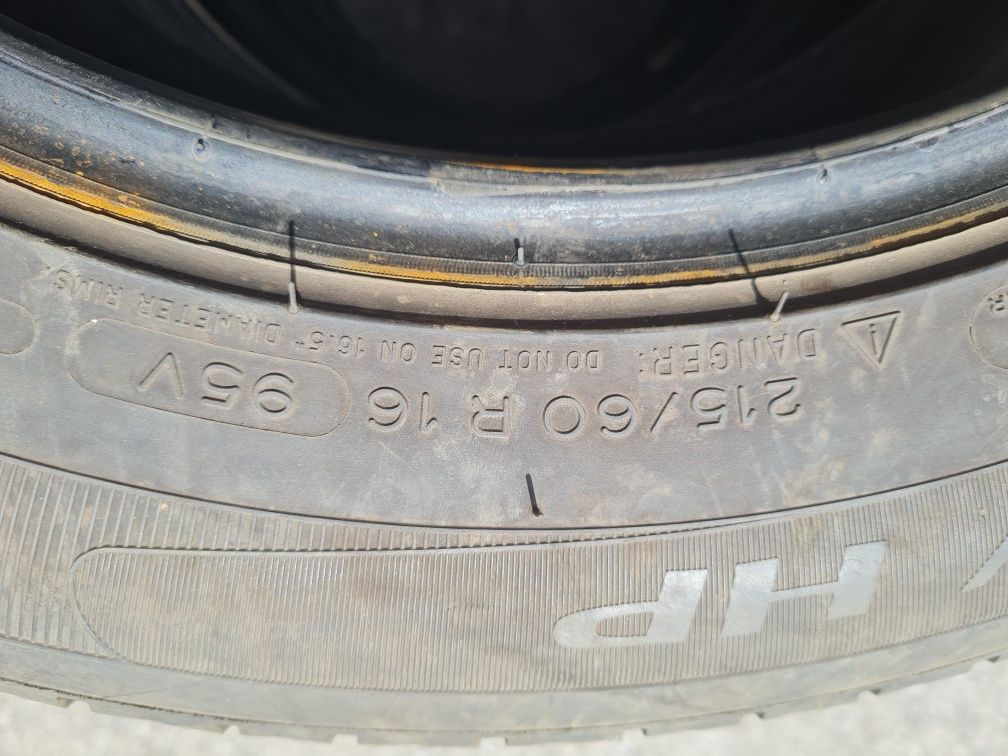 HP
215/60 R 16 95V
DANGER: DO NOT USE ON 16.5" DIAMETER RIMS.